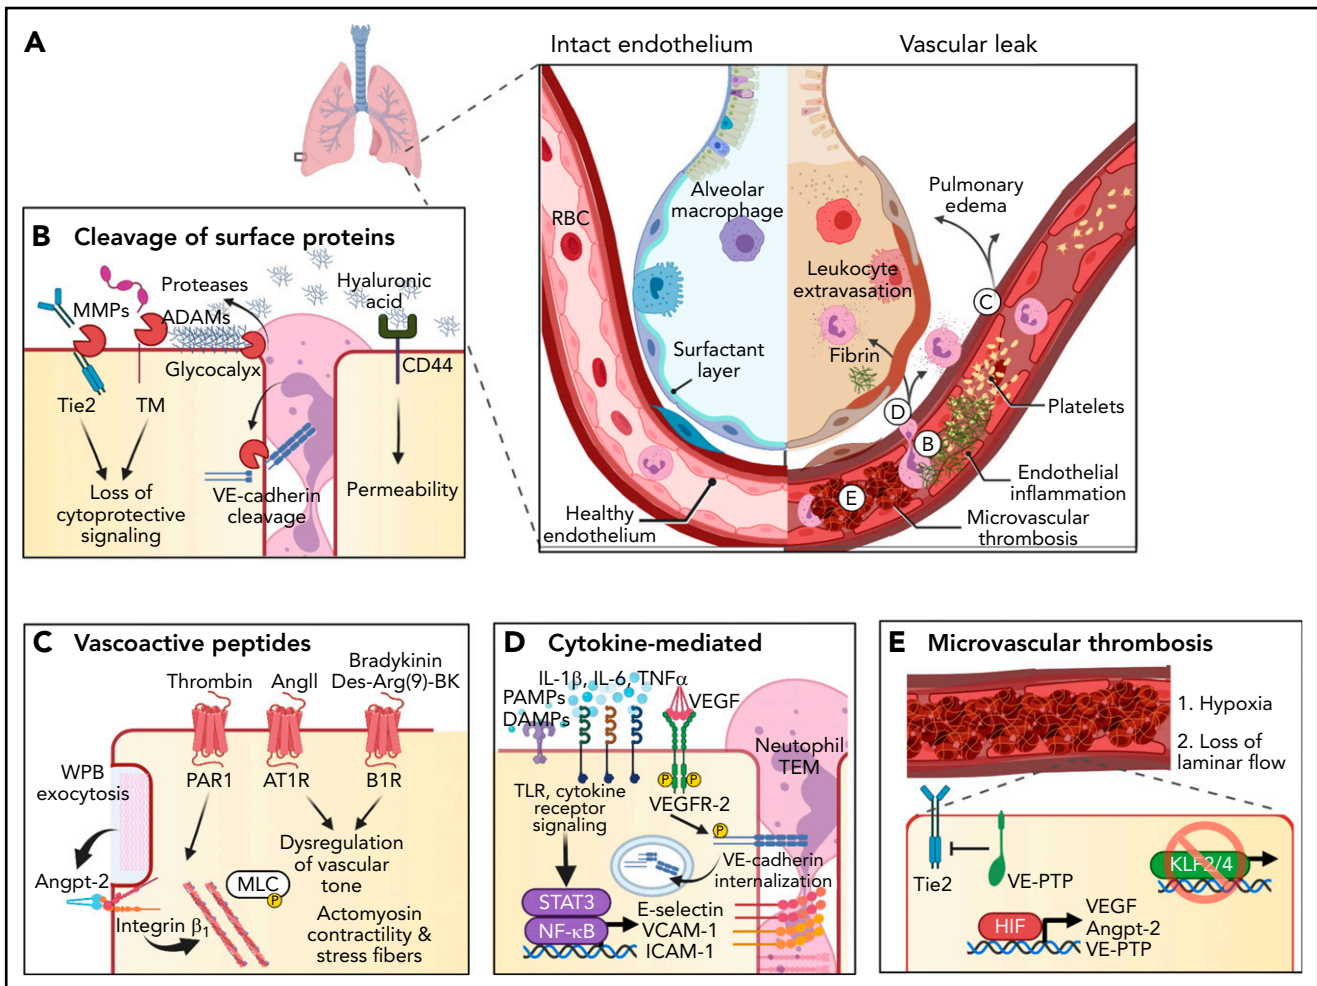 A
Intact endothelium
Vascular leak
RBC
Alveolar
macrophage
Surfactant
layer
Healthy
endothelium
Pulmonary
edema
Leukocyte
extravasation
Fibrin
C
D
B
E
Platelets
Endothelial
inflammation
Microvascular
thrombosis
B Cleavage of surface proteins
MMPs
Proteases
ADAMs
Glycocalyx
Hyaluronic
acid
CD44
Tie2
TM
Loss of
cytoprotective
signaling
VE-cadherin
cleavage
Permeability
C Vascoactive peptides
Thrombin
AngII
Bradykinin
Des-Arg(9)-BK
WPB
exocytosis
PAR1
AT1R
B1R
Angpt-2
Integrin β1
MLC
P
Dysregulation
of vascular
tone
Actomyosin
contractility &
stress fibers
D Cytokine-mediated
IL-1β, IL-6, TNFα
PAMPs
DAMPs
VEGF
Neutophil
TEM
P
P
TLR, cytokine
receptor
signaling
VEGFR-2
P
VE-cadherin
internalization
STAT3
NF-κB
E-selectin
VCAM-1
ICAM-1
E Microvascular thrombosis
1. Hypoxia
2. Loss of
laminar flow
Tie2
VE-PTP
KLF2/4
HIF
VEGF
Angpt-2
VE-PTP